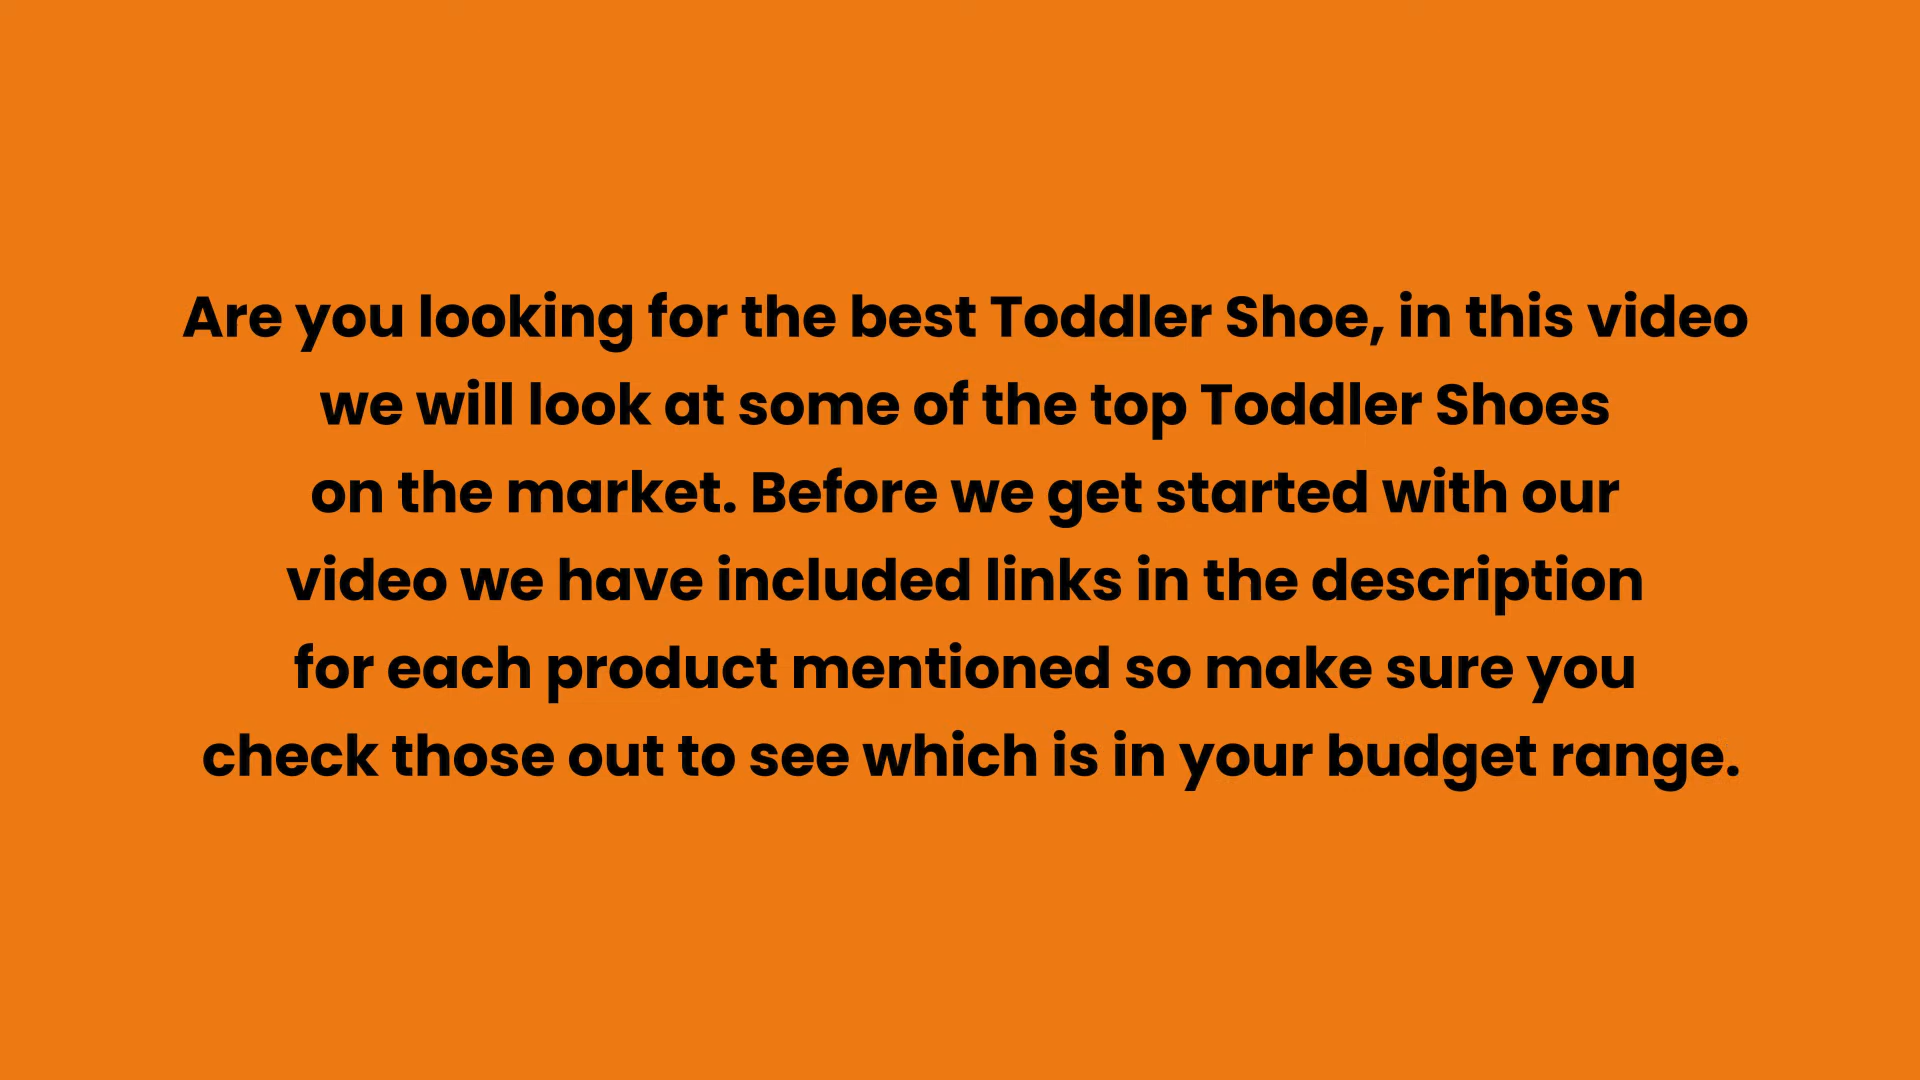 Are you looking for the best Toddler Shoe, in this video
we will look at some of the top Toddler Shoes
on the market. Before we get started with our
video we have included links in the description
for each product mentioned so make sure you
check those out to see which is in your budget range.